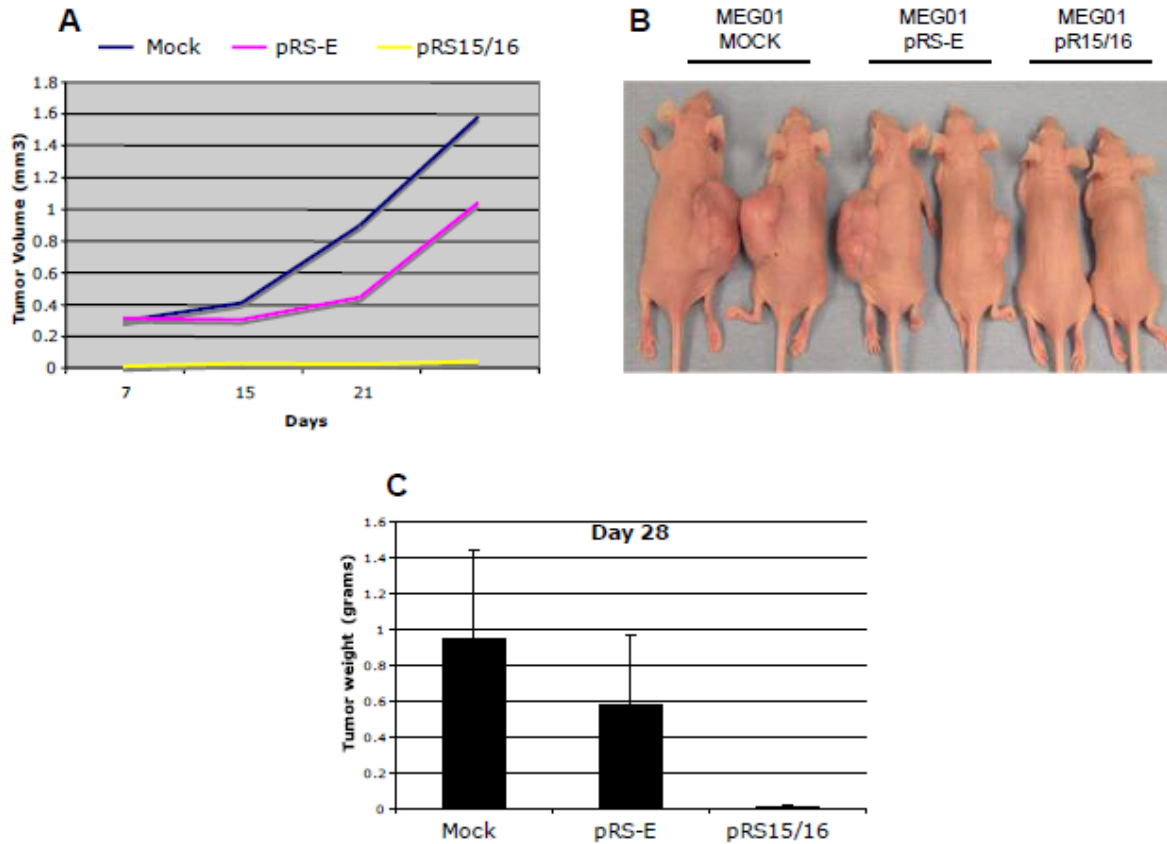 A
Mock pRS-E pRS15/16
1.8
1.6
1.4
1.2
1
0.8
0.6
0.4
0.2
0
Tumor Volume (mm3)
7 15 21
Days
B
MEG01 MEG01 MEG01
MOCK pRS-E pR15/16
C
Day 28
1.6
1.4
1.2
1
0.8
0.6
0.4
0.2
0
Tumor weight (grams)
Mock pRS-E pRS15/16